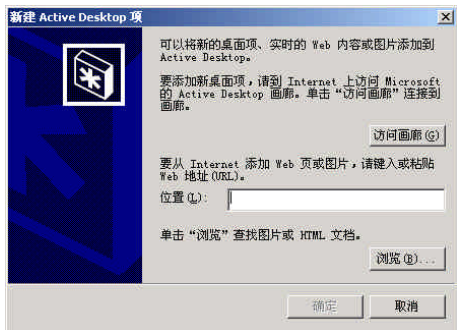 新建 Active Desktop 项
可以将新的桌面项、实时的 Web 内容或图片添加到
Active Desktop。
要添加新桌面项，请到 Internet 上访问 Microsoft
的 Active Desktop 画廊。单击“访问画廊”连接到
画廊。
访问画廊(G)
要从 Internet 添加 Web 页或图片，请键入或粘贴
Web 地址(URL)。
位置(L):
单击“浏览”查找图片或 HTML 文档。
浏览(B)...
确定
取消